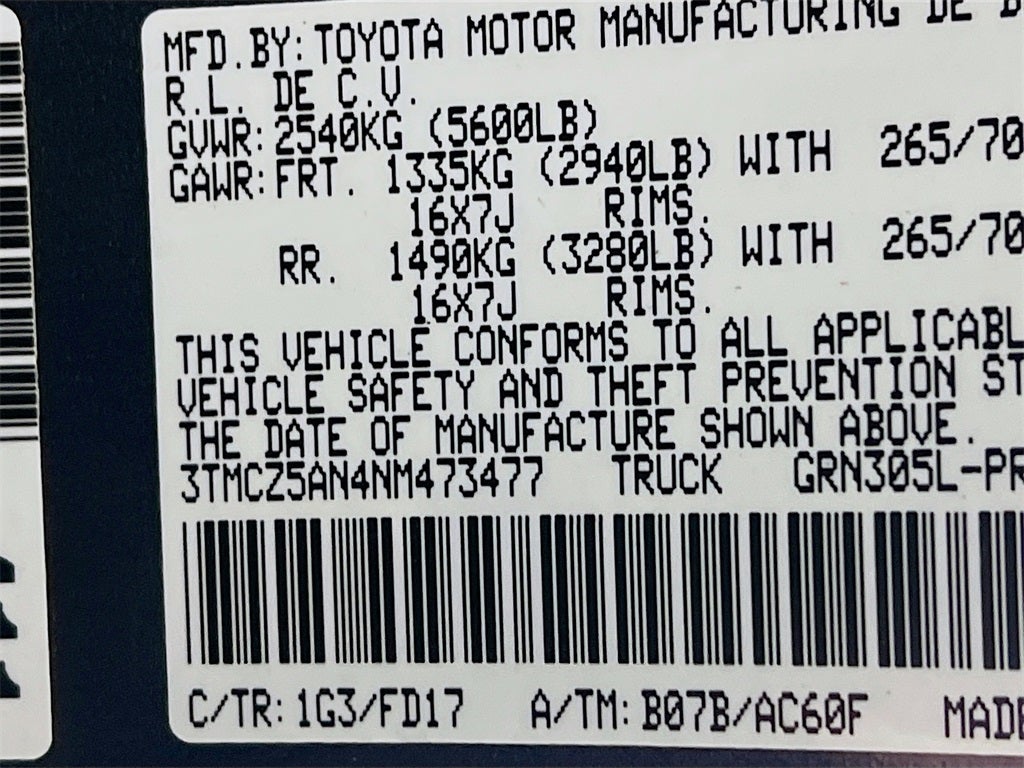 MFD.BY: TOYOTA MOTOR MANUFACTURING DE B
R.L. DE C.V.
GVWR: 2540KG (5600LB)
GAWR: FRT. 1335KG (2940LB) WITH 265/70
16X7J RIMS.
RR. 1490KG (3280LB) WITH 265/70
16X7J RIMS.
THIS VEHICLE CONFORMS TO ALL APPLICABL
VEHICLE SAFETY AND THEFT PREVENTION ST
THE DATE OF MANUFACTURE SHOWN ABOVE.
3TMCZ5AN4NM473477 TRUCK GRN305L-PR
C/TR: 1G3/FD17 A/TM: B07B/AC60F MADE